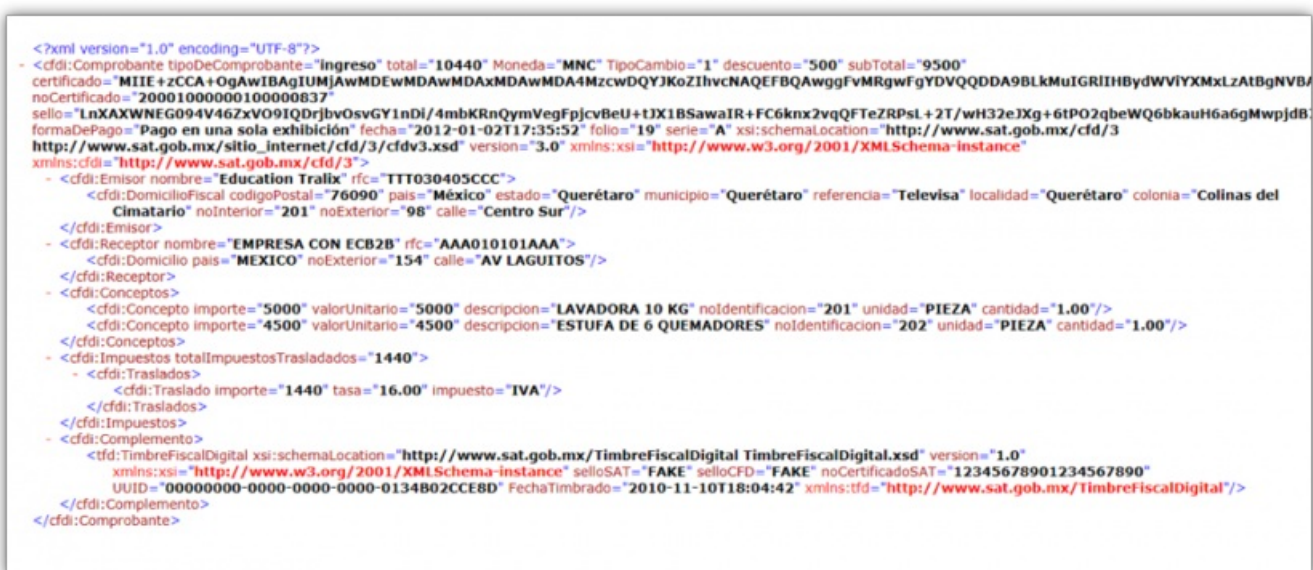 <?xml version="1.0" encoding="UTF-8"?>
- <cfdi:Comprobante tipoDeComprobante="ingreso" total="10440" Moneda="MNC" TipoCambio="1" descuento="500" subTotal="9500"
certificado="MIIE+zCCA+OgAwIBAgIUMjAwMDEwMDAwMDAxMDAwMDA4MzcwDQYJKoZIhvcNAQEFBQAwggFvMRgwFgYDVQQDDA9BLkMuIGRlIHBydWViYXMxLzAtBgNVBA
noCertificado="20001000000100000837"
sello="LnXAXWNEG094V46ZxVO9IQDrjbvOsvGY1nDi/4mbKRnQymVegFpjcvBeU+tJX1BSawaIR+FC6knx2vqQFTeZRPsL+2T/wH32eJXg+6tPO2qbeWQ6bkauH6a6gMwpjdB
formaDePago="Pago en una sola exhibición" fecha="2012-01-02T17:35:52" folio="19" serie="A" xsi:schemaLocation="http://www.sat.gob.mx/cfd/3
http://www.sat.gob.mx/sitio_internet/cfd/3/cfdv3.xsd" version="3.0" xmlns:xsi="http://www.w3.org/2001/XMLSchema-instance"
xmlns:cfdi="http://www.sat.gob.mx/cfd/3">
- <cfdi:Emisor nombre="Education Tralix" rfc="TTT030405CCC">
<cfdi:DomicilioFiscal codigoPostal="76090" pais="México" estado="Querétaro" municipio="Querétaro" referencia="Televisa" localidad="Querétaro" colonia="Colinas del
Cimatario" noInterior="201" noExterior="98" calle="Centro Sur"/>
</cfdi:Emisor>
- <cfdi:Receptor nombre="EMPRESA CON ECB2B" rfc="AAA010101AAA">
<cfdi:Domicilio pais="MEXICO" noExterior="154" calle="AV LAGUITOS"/>
</cfdi:Receptor>
- <cfdi:Conceptos>
<cfdi:Concepto importe="5000" valorUnitario="5000" descripcion="LAVADORA 10 KG" noIdentificacion="201" unidad="PIEZA" cantidad="1.00"/>
<cfdi:Concepto importe="4500" valorUnitario="4500" descripcion="ESTUFA DE 6 QUEMADORES" noIdentificacion="202" unidad="PIEZA" cantidad="1.00"/>
</cfdi:Conceptos>
- <cfdi:Impuestos totalImpuestosTrasladados="1440">
- <cfdi:Traslados>
<cfdi:Traslado importe="1440" tasa="16.00" impuesto="IVA"/>
</cfdi:Traslados>
</cfdi:Impuestos>
- <cfdi:Complemento>
<tfd:TimbreFiscalDigital xsi:schemaLocation="http://www.sat.gob.mx/TimbreFiscalDigital TimbreFiscalDigital.xsd" version="1.0"
xmlns:xsi="http://www.w3.org/2001/XMLSchema-instance" selloSAT="FAKE" selloCFD="FAKE" noCertificadoSAT="12345678901234567890"
UUID="00000000-0000-0000-0000-0134B02CCE8D" FechaTimbrado="2010-11-10T18:04:42" xmlns:tfd="http://www.sat.gob.mx/TimbreFiscalDigital"/>
</cfdi:Complemento>
</cfdi:Comprobante>